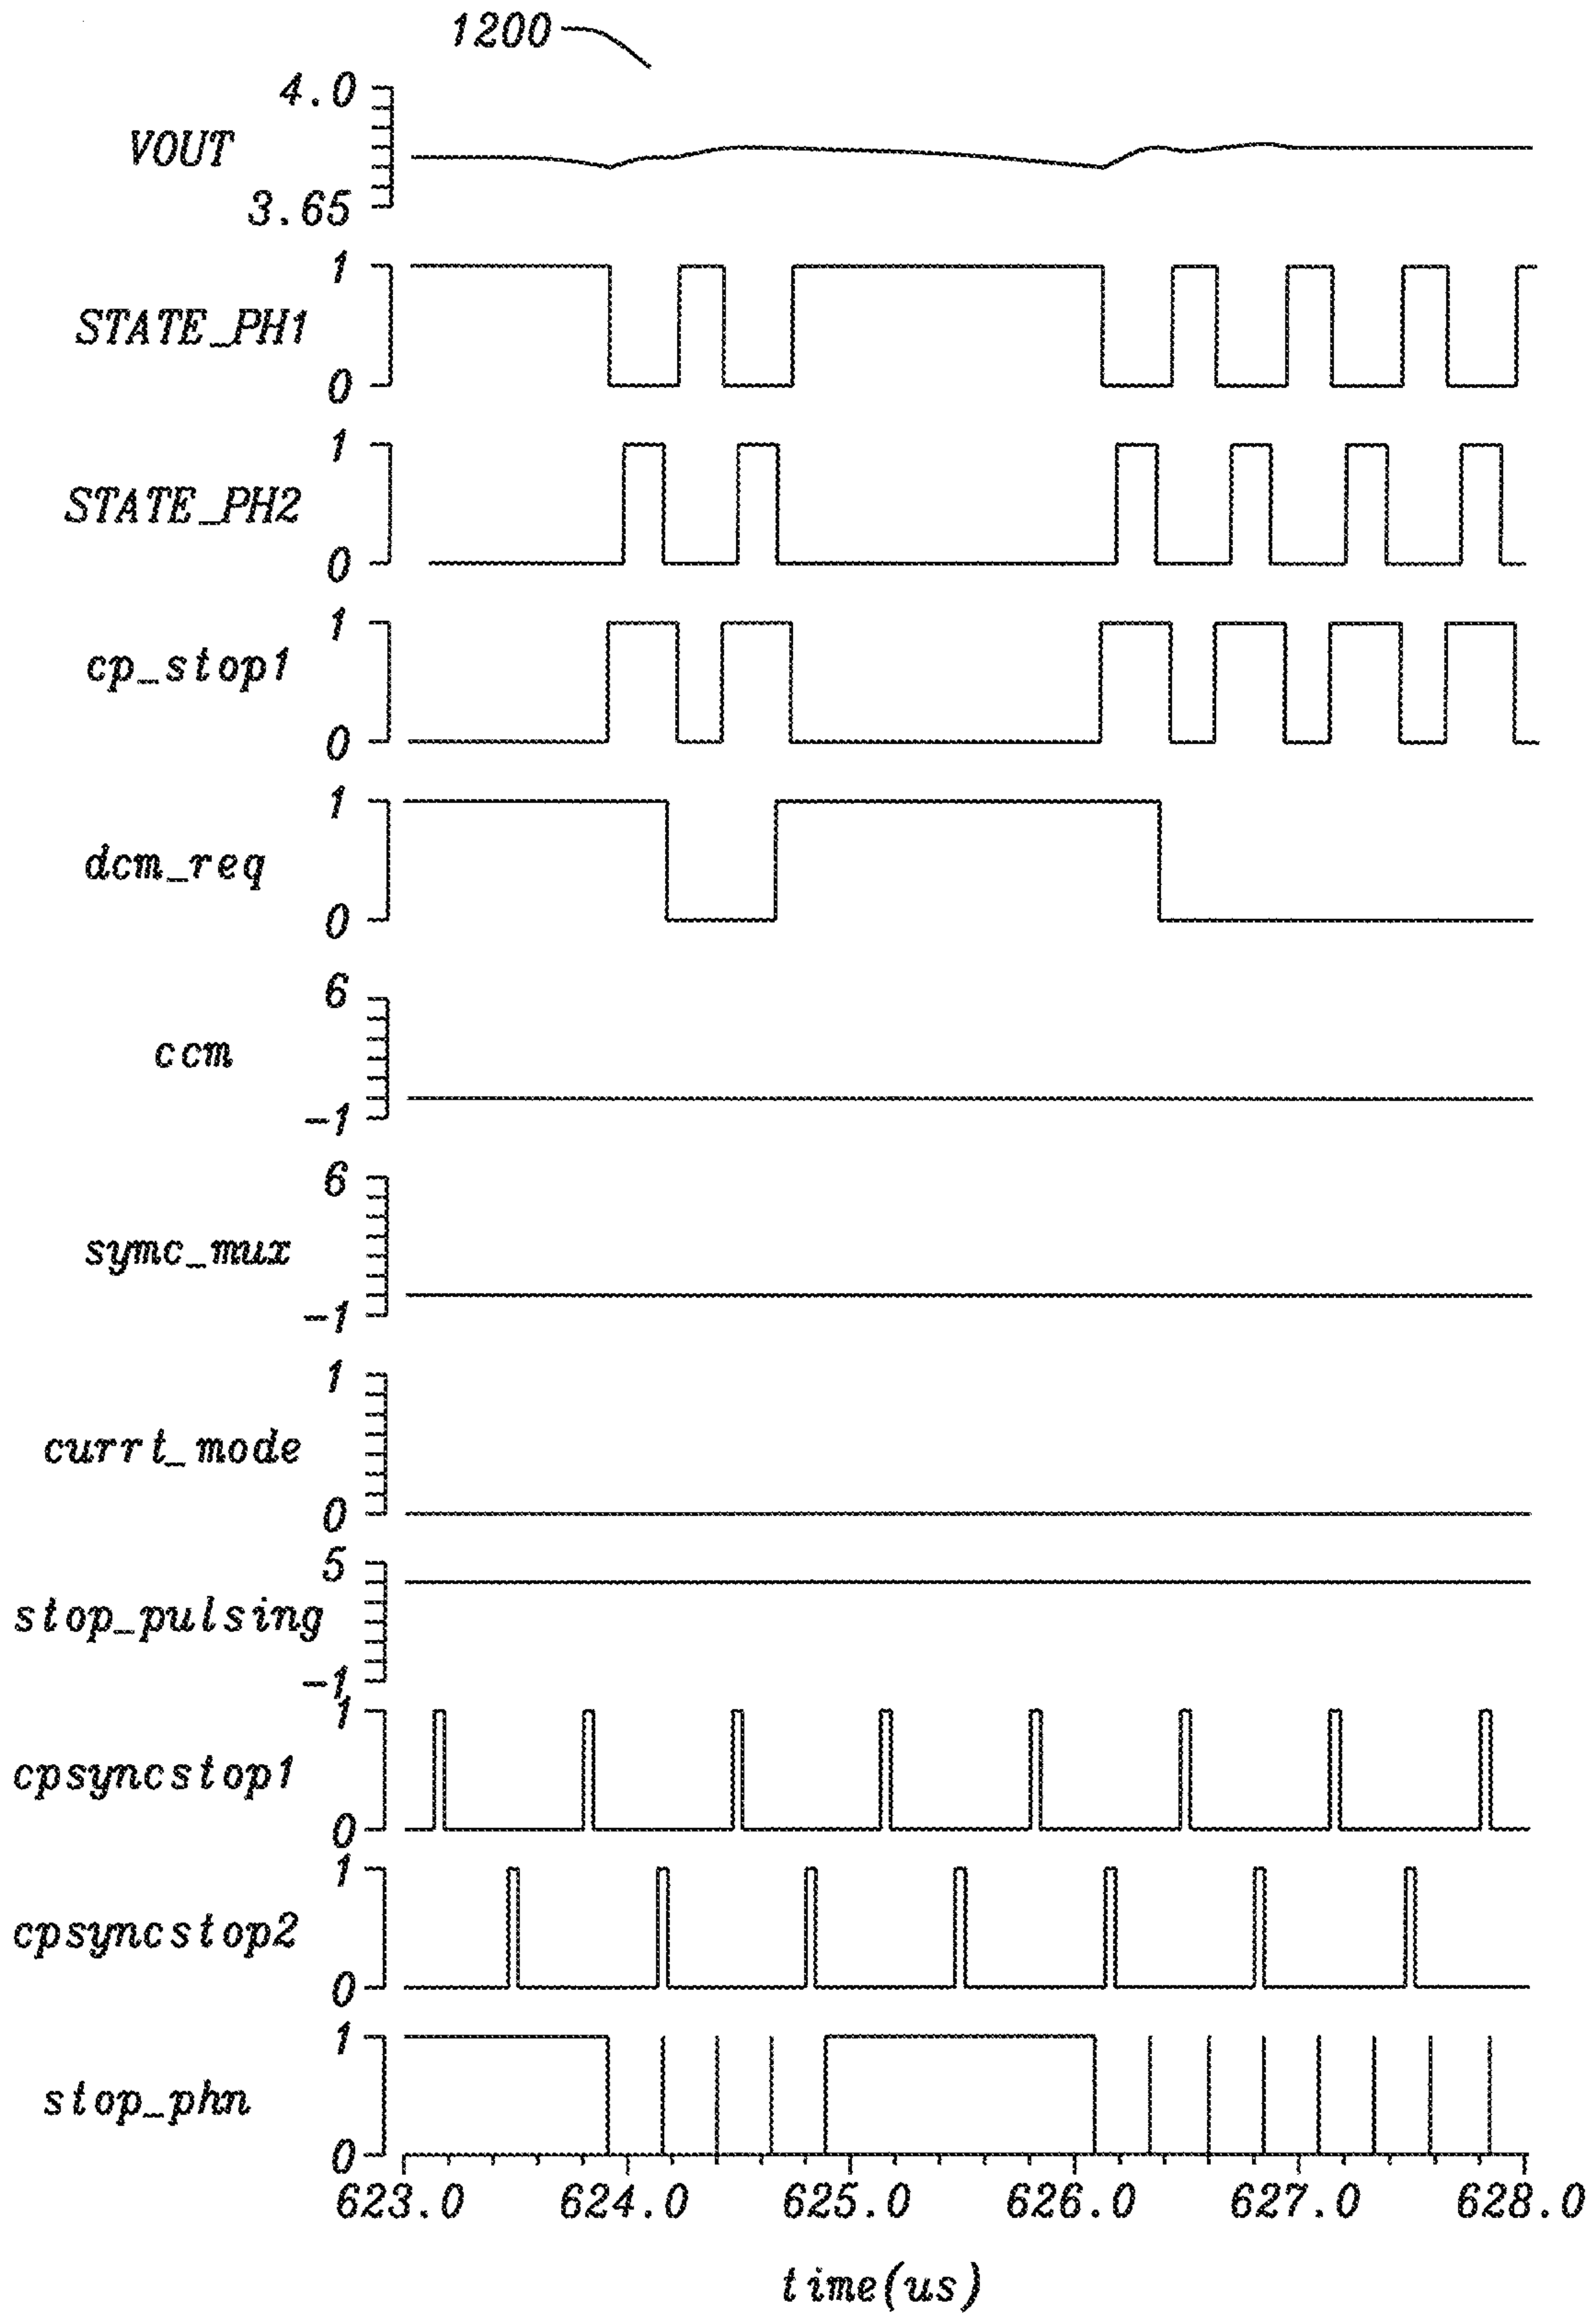 1200
4.0
VOUT
3.65
1
STATE_PH1
0
1
STATE_PH2
0
1
cp_stop1
0
1
dcm_req
0
6
ccm
-1
6
symc_mux
-1
1
currt_mode
0
5
stop_pulsing
-1
1
cpsyncstop1
0
1
cpsyncstop2
0
1
stop_phn
0
623.0 624.0 625.0 626.0 627.0 628.0
time(us)